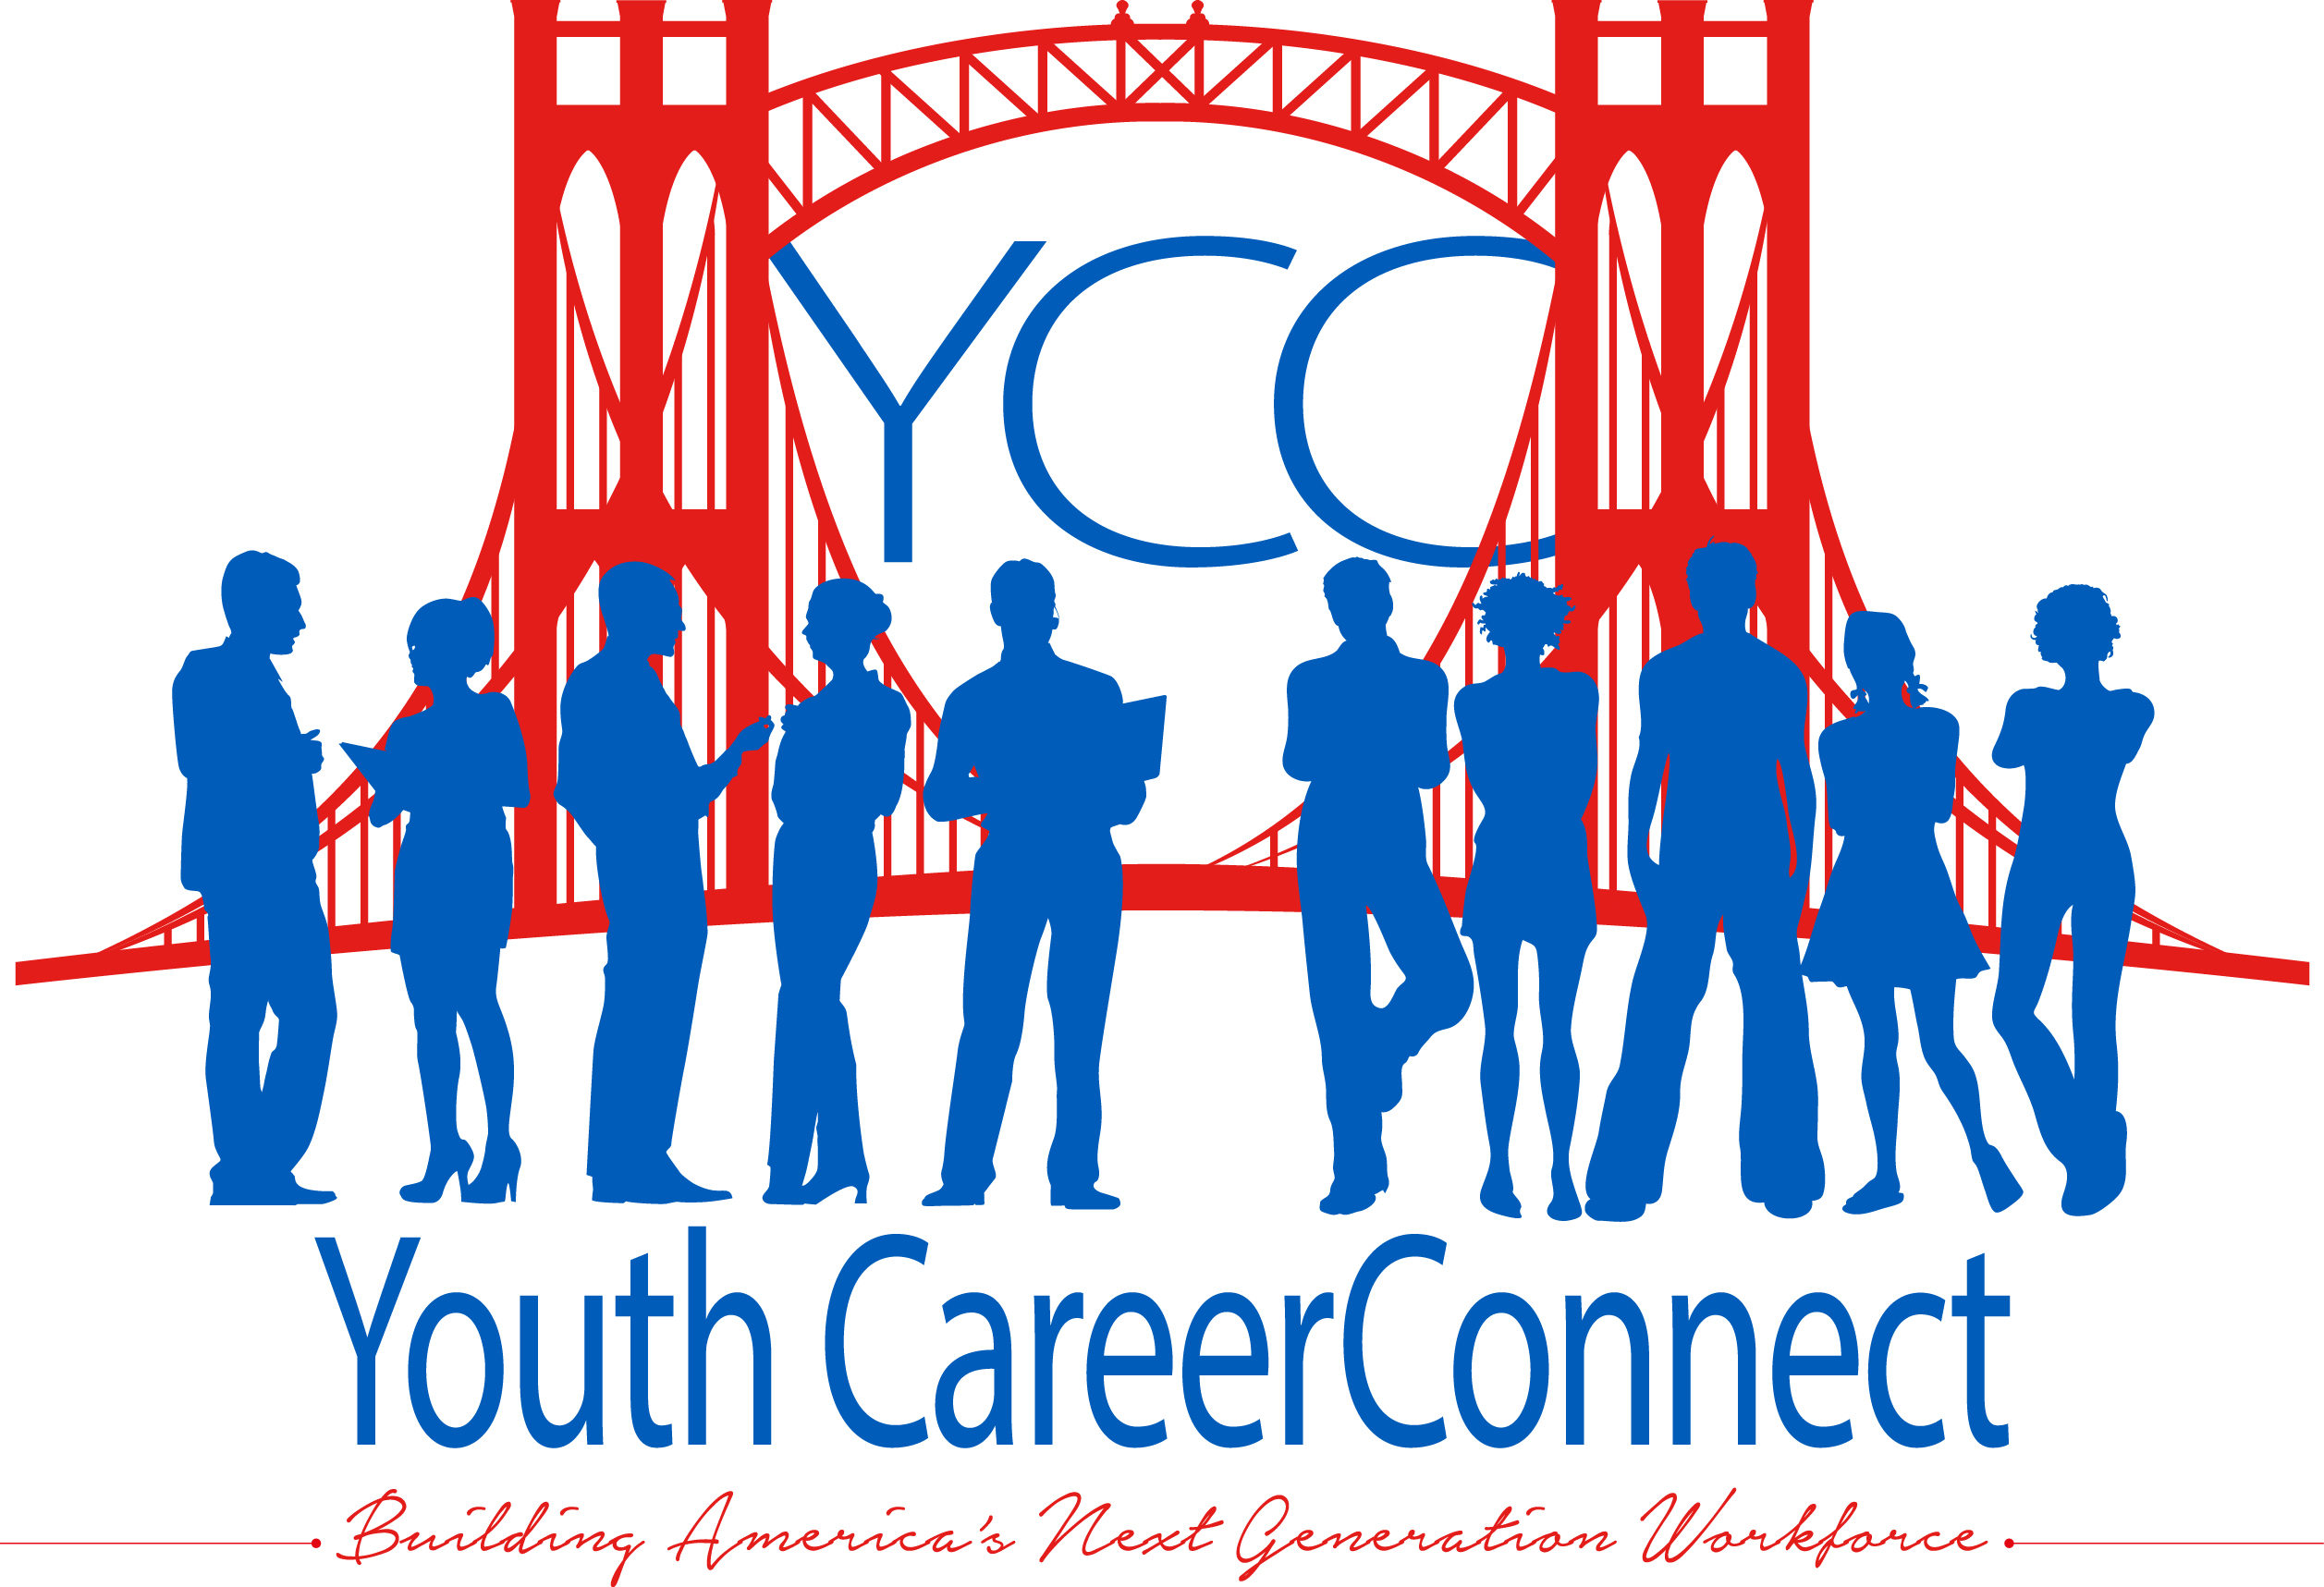 YCC
Youth CareerConnect
Building America's Next Generation Workforce